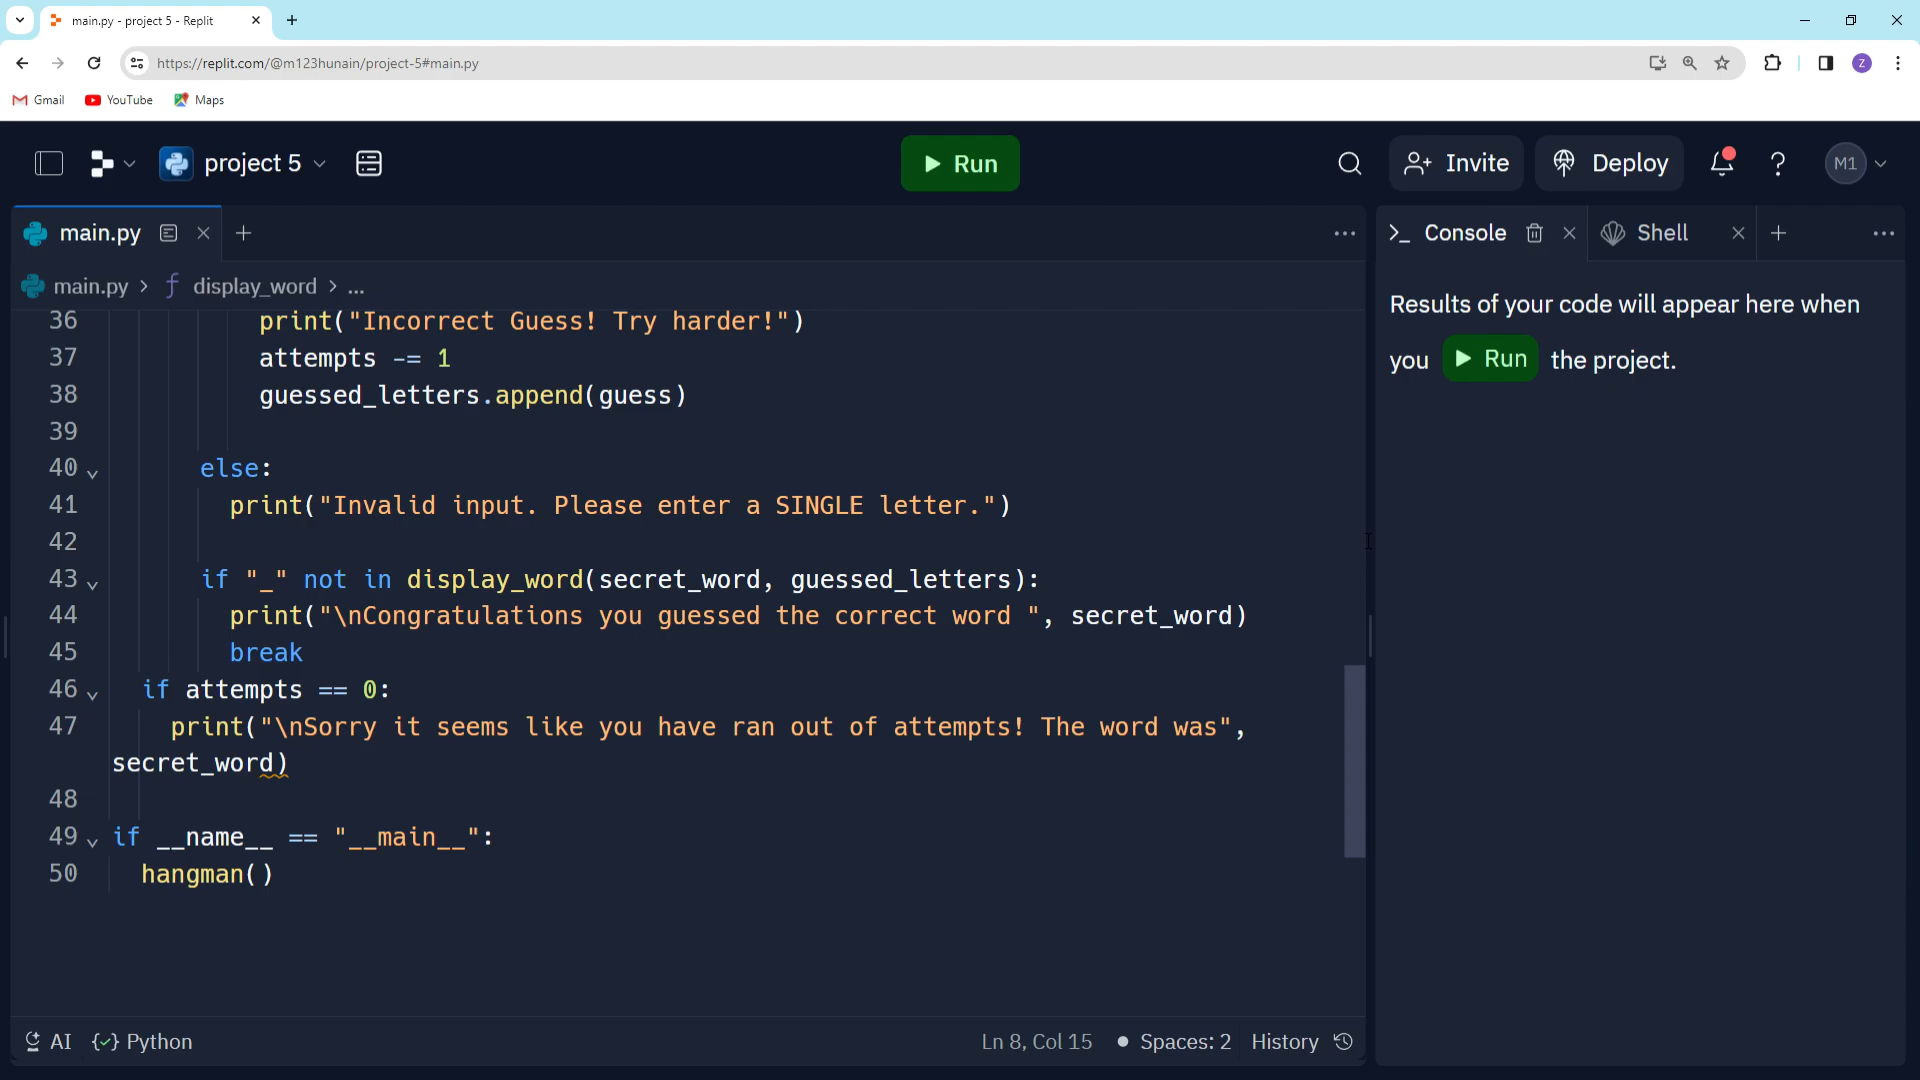 main.py - project 5 - Replit
https://replit.com/@m123hunain/project-5#main.py
Z
Gmail
YouTube
Maps
project 5
Run
Invite
Deploy
M1
main.py
Console
Shell
main.py > display_word > ...
36 print("Incorrect Guess! Try harder!")
37 attempts -= 1
38 guessed_letters.append(guess)
39
40 else:
41 print("Invalid input. Please enter a SINGLE letter.")
42
43 if "_" not in display_word(secret_word, guessed_letters):
44 print("\nCongratulations you guessed the correct word ", secret_word)
45 break
46 if attempts == 0:
47 print("\nSorry it seems like you have ran out of attempts! The word was",
secret_word)
48
49 if __name__ == "__main__":
50 hangman()
Results of your code will appear here when
you Run the project.
AI
{✓} Python
Ln 8, Col 15
Spaces: 2
History